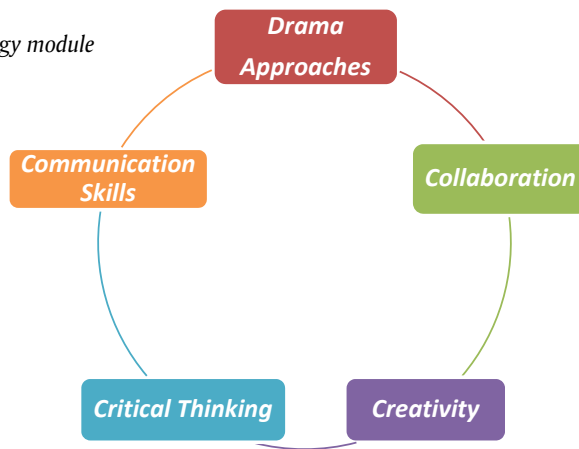 gy module
Drama
Approaches
Communication
Skills
Collaboration
Critical Thinking
Creativity